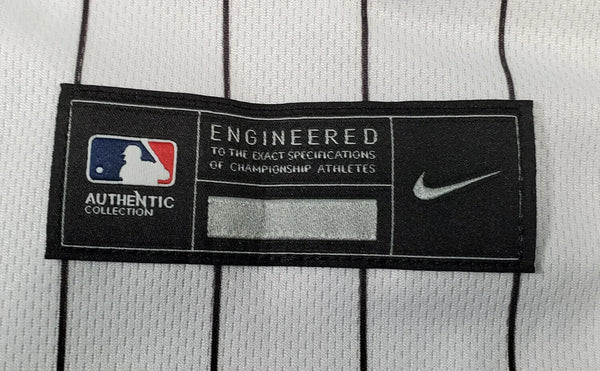 AUTHENTIC
COLLECTION
ENGINEERED
TO THE EXACT SPECIFICATIONS
OF CHAMPIONSHIP ATHLETES